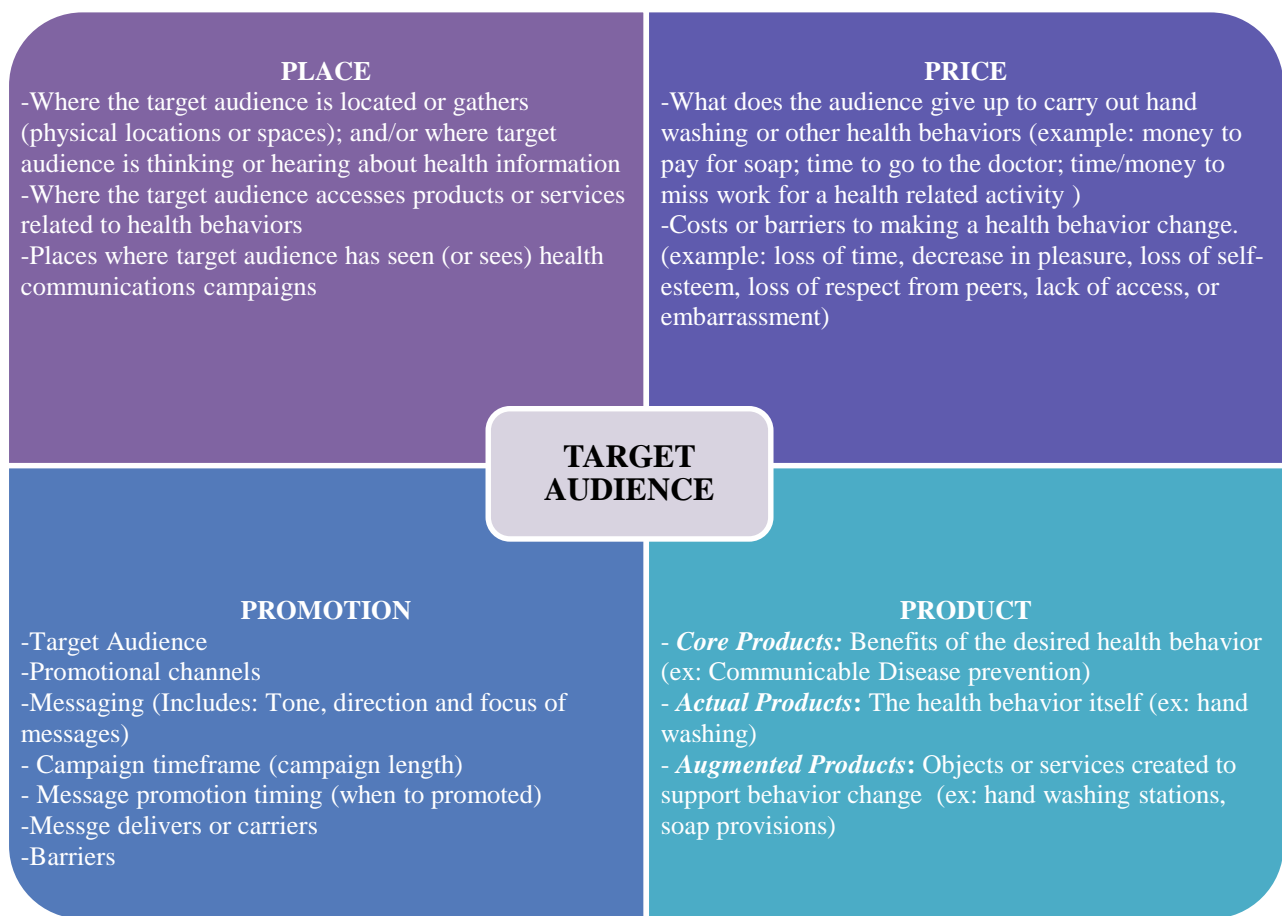 PLACE
-Where the target audience is located or gathers
(physical locations or spaces); and/or where target
audience is thinking or hearing about health information
-Where the target audience accesses products or services
related to health behaviors
-Places where target audience has seen (or sees) health
communications campaigns
PRICE
-What does the audience give up to carry out hand
washing or other health behaviors (example: money to
pay for soap; time to go to the doctor; time/money to
miss work for a health related activity )
-Costs or barriers to making a health behavior change.
(example: loss of time, decrease in pleasure, loss of self-
esteem, loss of respect from peers, lack of access, or
embarrassment)
TARGET
AUDIENCE
PROMOTION
-Target Audience
-Promotional channels
-Messaging (Includes: Tone, direction and focus of
messages)
- Campaign timeframe (campaign length)
- Message promotion timing (when to promoted)
-Messge delivers or carriers
-Barriers
PRODUCT
- Core Products: Benefits of the desired health behavior
(ex: Communicable Disease prevention)
- Actual Products: The health behavior itself (ex: hand
washing)
- Augmented Products: Objects or services created to
support behavior change (ex: hand washing stations,
soap provisions)